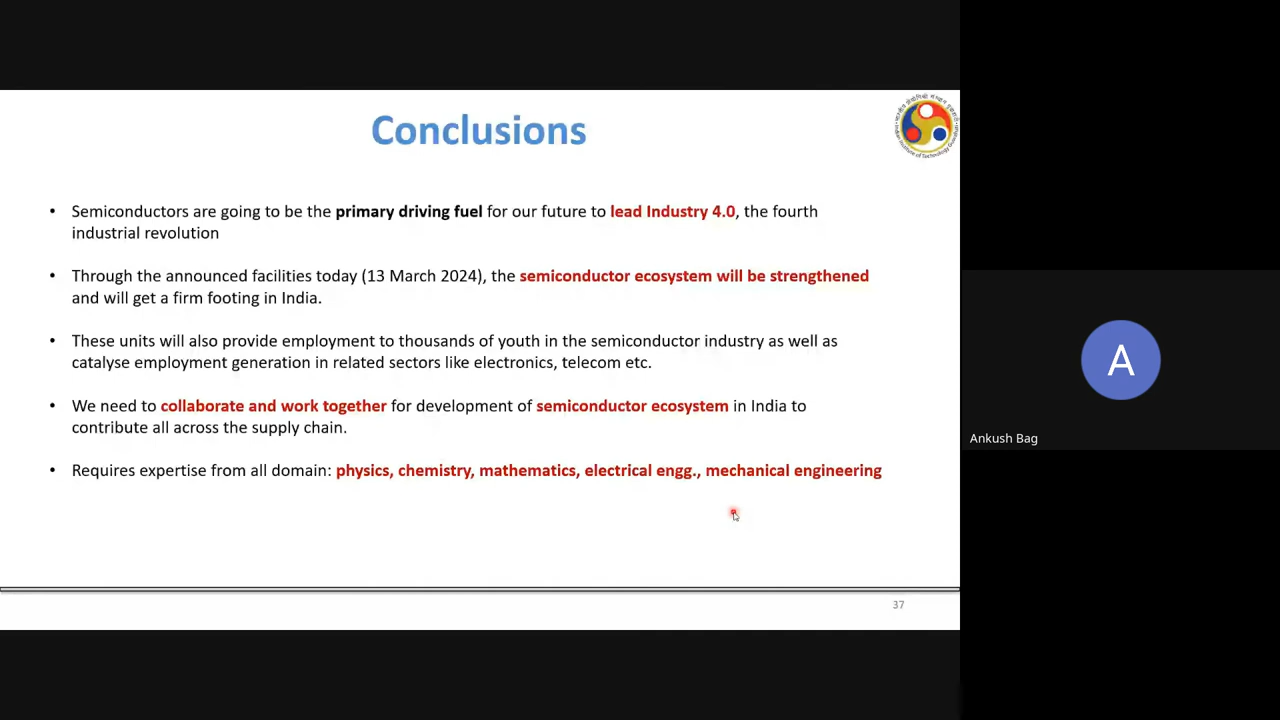 Conclusions
• Semiconductors are going to be the primary driving fuel for our future to lead Industry 4.0, the fourth
industrial revolution
• Through the announced facilities today (13 March 2024), the semiconductor ecosystem will be strengthened
and will get a firm footing in India.
• These units will also provide employment to thousands of youth in the semiconductor industry as well as
catalyse employment generation in related sectors like electronics, telecom etc.
• We need to collaborate and work together for development of semiconductor ecosystem in India to
contribute all across the supply chain.
• Requires expertise from all domain: physics, chemistry, mathematics, electrical engg., mechanical engineering
37
A
Ankush Bag